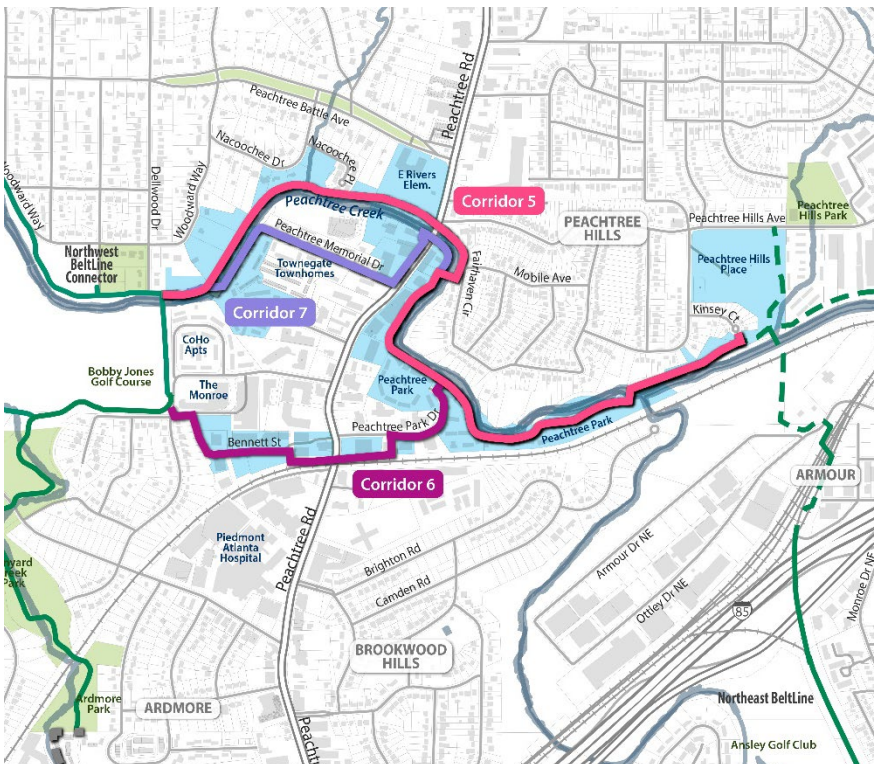 Peachtree Rd
Peachtree Battle Ave
Nacoochee Dr
Nacoochee Pl
E Rivers
Elem.
Woodward Way
Dellwood Dr
Woodward Way
Peachtree Creek
Corridor 5
PEACHTREE
HILLS
Peachtree Hills Ave
Peachtree
Hills Park
Northwest
BeltLine
Connector
Peachtree Memorial Dr
Townegate
Townhomes
Fairhaven Cir
Mobile Ave
Peachtree Hills
Place
Kinsey Ct
Corridor 7
CoHo
Apts
Bobby Jones
Golf Course
The
Monroe
Peachtree
Park
Peachtree Park Dr
Bennett St
Peachtree Park
Corridor 6
ARMOUR
Piedmont
Atlanta
Hospital
Peachtree Rd
Brighton Rd
Camden Rd
Armour Dr NE
Ottley Dr NE
85
Monroe Dr NE
Park
BROOKWOOD
HILLS
Ardmore
Park
ARDMORE
Northeast BeltLine
Peachtree
Ansley Golf Club